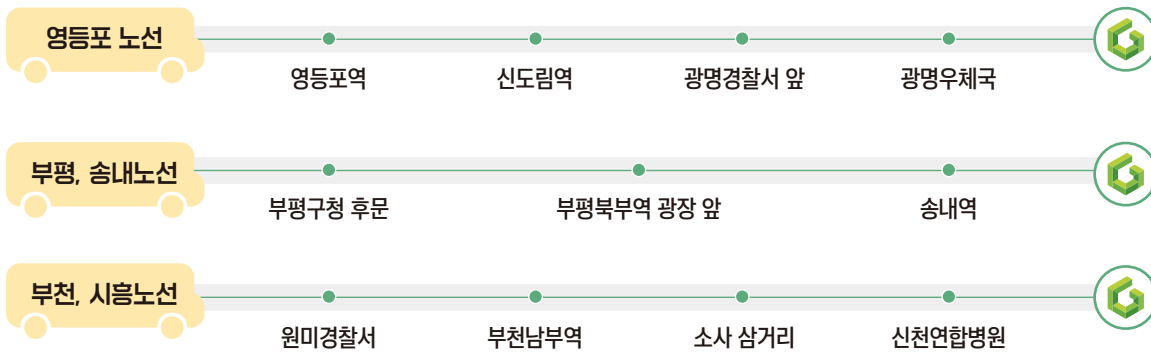 영등포 노선
영등포역
신도림역
광명경찰서 앞
광명우체국
부평, 송내노선
부평구청 후문
부평북부역 광장 앞
송내역
부천, 시흥노선
원미경찰서
부천남부역
소사 삼거리
신천연합병원